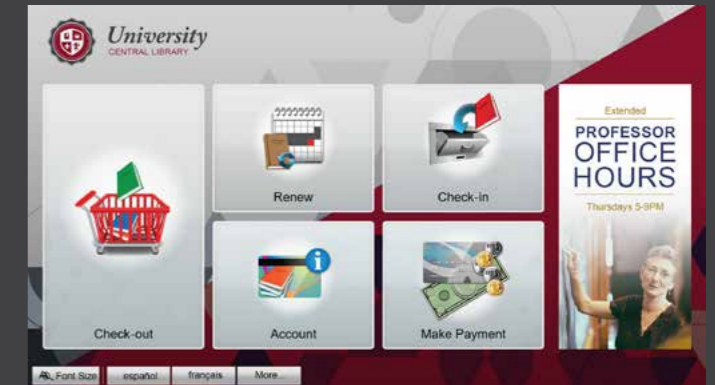 University
CENTRAL LIBRARY
Check-out
Renew
Check-in
Account
i
Make Payment
Extended
PROFESSOR
OFFICE
HOURS
Thursdays 5-9PM
Font Size
español
français
More...